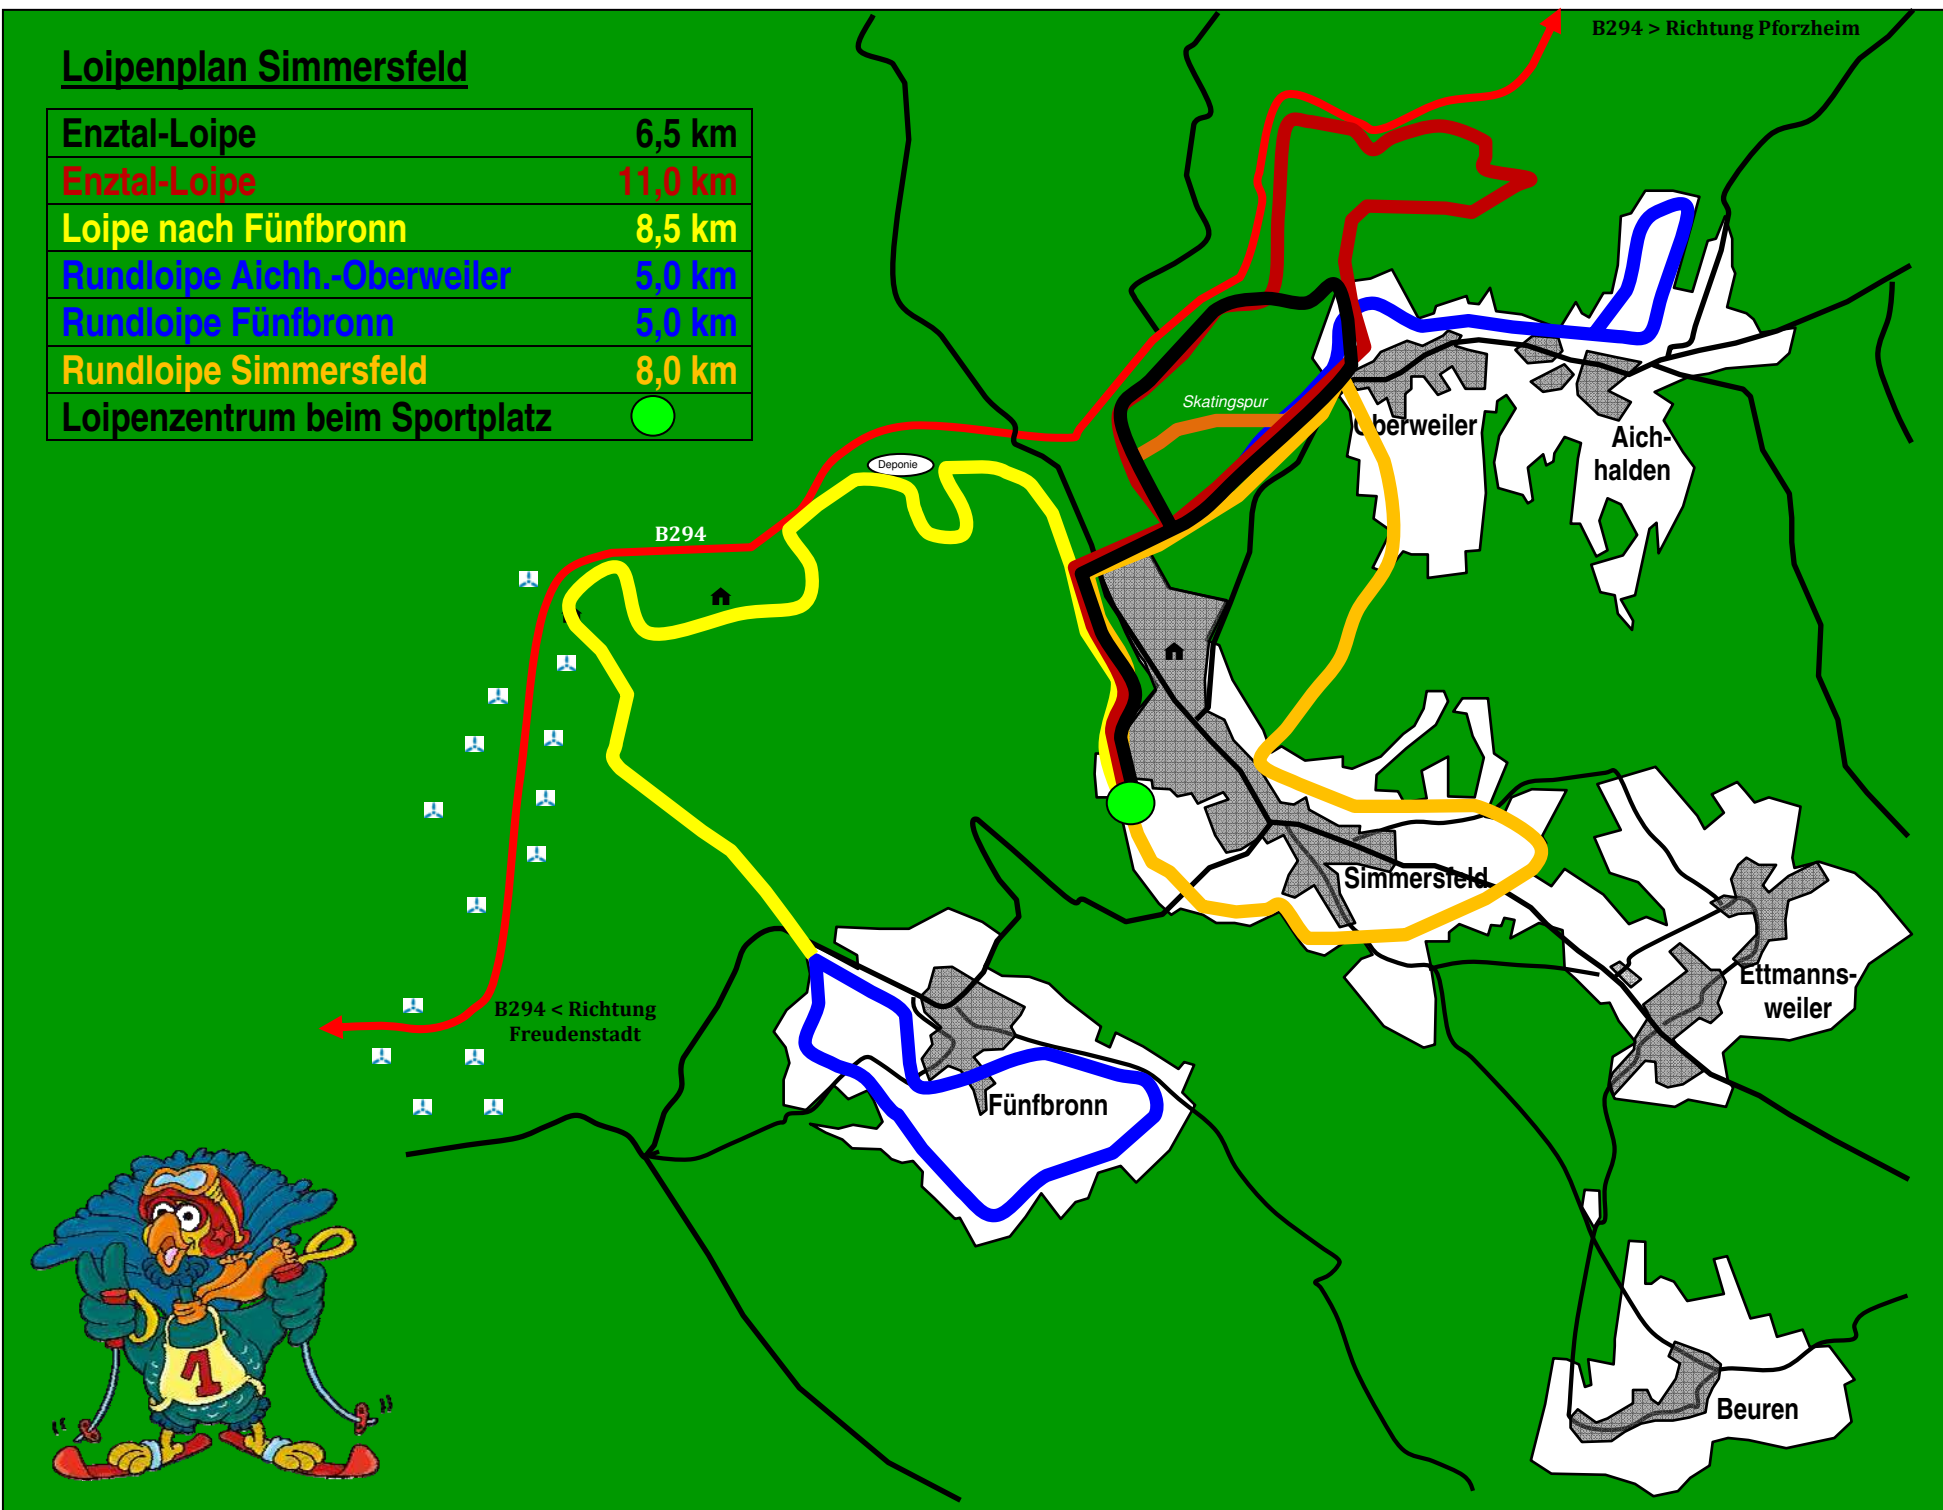 B294 > Richtung Pforzheim
Loipenplan Simmersfeld
Enztal-Loipe 6,5 km
Enztal-Loipe 11,0 km
Loipe nach Fünfbronn 8,5 km
Rundloipe Aichh.-Oberweiler 5,0 km
Rundloipe Fünfbronn 5,0 km
Rundloipe Simmersfeld 8,0 km
Loipenzentrum beim Sportplatz
Skatingspur
Oberweiler
Aich-
halden
Deponie
B294
Simmersfeld
Ettmanns-
weiler
B294 < Richtung
Freudenstadt
Fünfbronn
1
Beuren